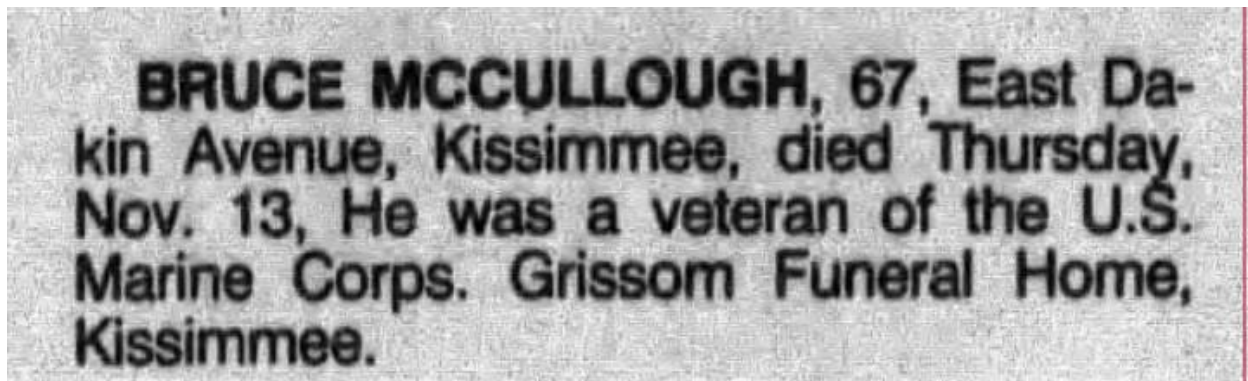 BRUCE MCCULLOUGH, 67, East Da-
kin Avenue, Kissimmee, died Thursday,
Nov. 13, He was a veteran of the U.S.
Marine Corps. Grissom Funeral Home,
Kissimmee.